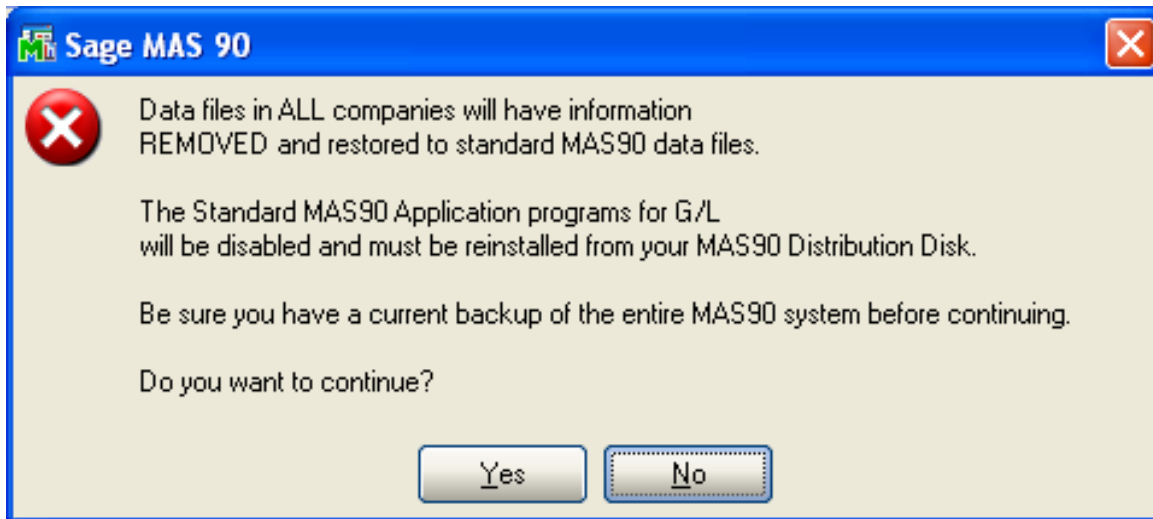 Sage MAS 90
Data files in ALL companies will have information
REMOVED and restored to standard MAS90 data files.
The Standard MAS90 Application programs for G/L
will be disabled and must be reinstalled from your MAS90 Distribution Disk.
Be sure you have a current backup of the entire MAS90 system before continuing.
Do you want to continue?
Yes
No